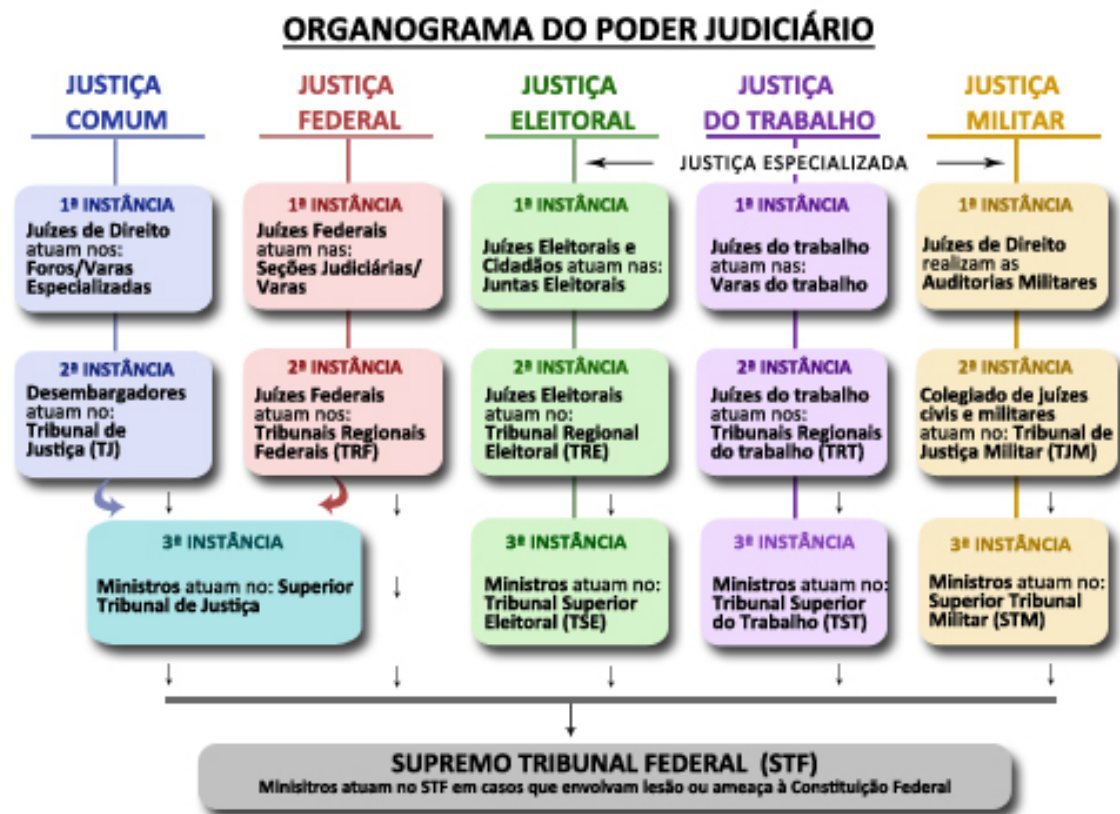 ORGANOGRAMA DO PODER JUDICIÁRIO
JUSTIÇA
COMUM
JUSTIÇA
FEDERAL
JUSTIÇA
ELEITORAL
JUSTIÇA
DO TRABALHO
JUSTIÇA
MILITAR
JUSTIÇA ESPECIALIZADA
1ª INSTÂNCIA
Juízes de Direito
atuam nos:
Foros/Varas
Especializadas
1ª INSTÂNCIA
Juízes Federais
atuam nas:
Seções Judiciárias/
Varas
1ª INSTÂNCIA
Juízes Eleitorais e
Cidadãos atuam nas:
Juntas Eleitorais
1ª INSTÂNCIA
Juízes do trabalho
atuam nas:
Varas do trabalho
1ª INSTÂNCIA
Juízes de Direito
realizam as
Auditorias Militares
2ª INSTÂNCIA
Desembargadores
atuam no:
Tribunal de
Justiça (TJ)
2ª INSTÂNCIA
Juízes Federais
atuam nos:
Tribunais Regionais
Federais (TRF)
2ª INSTÂNCIA
Juízes Eleitorais
atuam no:
Tribunal Regional
Eleitoral (TRE)
2ª INSTÂNCIA
Juízes do trabalho
atuam nos:
Tribunais Regionais
do trabalho (TRT)
2ª INSTÂNCIA
Colegiado de juízes
civis e militares
atuam no: Tribunal de
Justiça Militar (TJM)
3ª INSTÂNCIA
Ministros atuam no: Superior
Tribunal de Justiça
3ª INSTÂNCIA
Ministros atuam no:
Tribunal Superior
Eleitoral (TSE)
3ª INSTÂNCIA
Ministros atuam no:
Tribunal Superior
do Trabalho (TST)
3ª INSTÂNCIA
Ministros atuam no:
Superior Tribunal
Militar (STM)
SUPREMO TRIBUNAL FEDERAL (STF)
Minisitros atuam no STF em casos que envolvam lesão ou ameaça à Constituição Federal